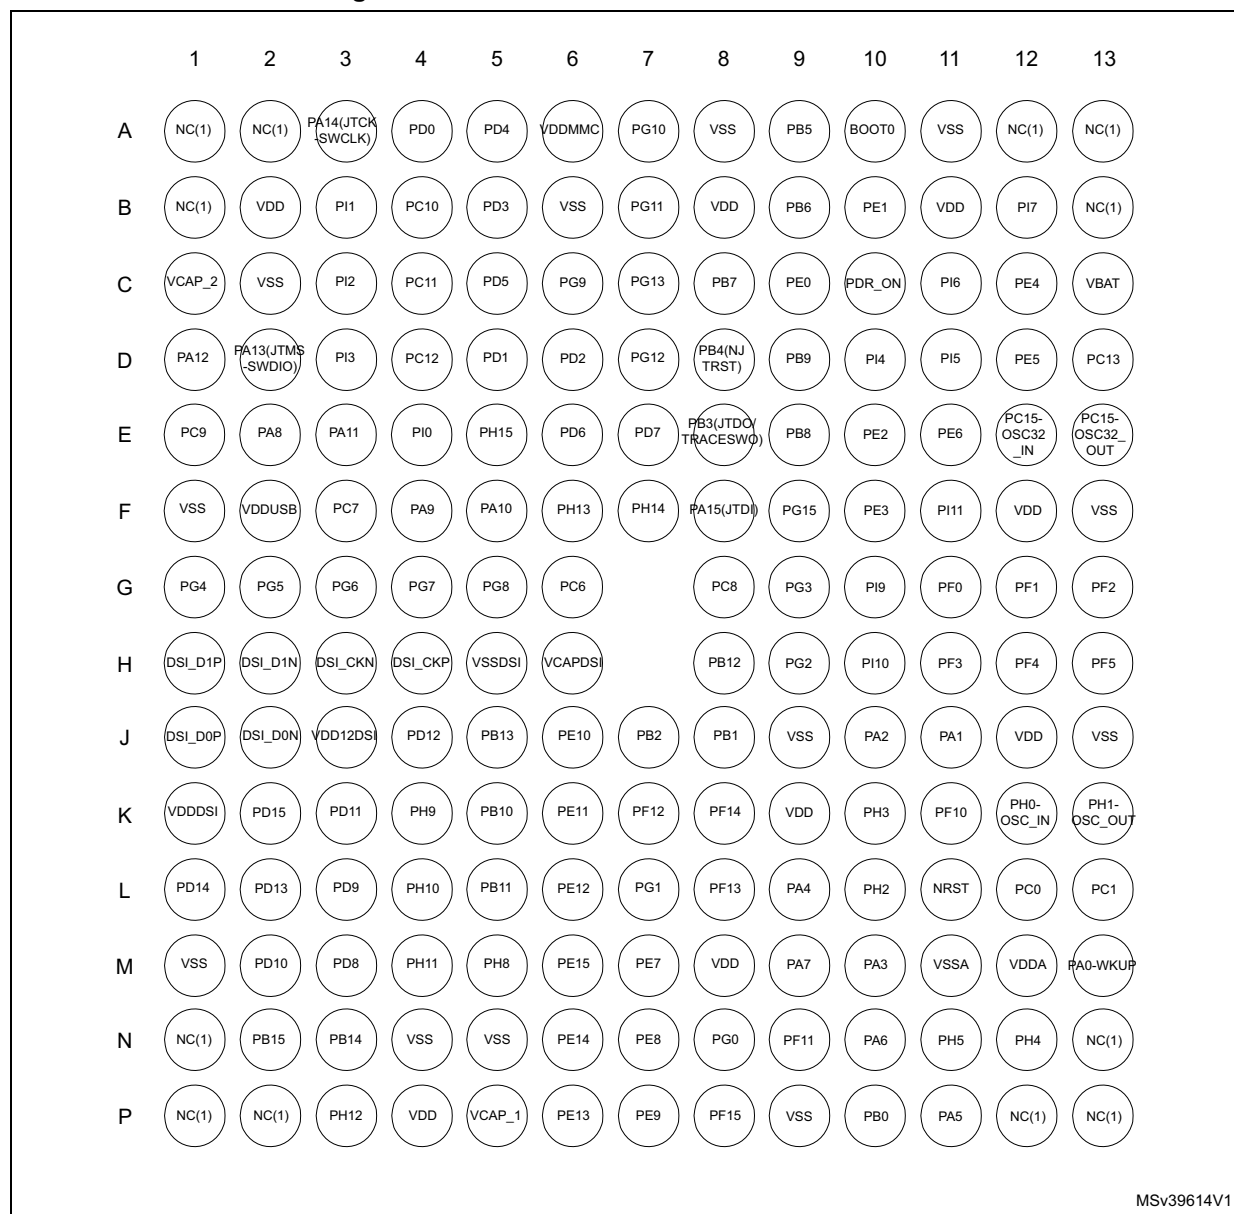 1 2 3 4 5 6 7 8 9 10 11 12 13
A NC(1) NC(1) PA14(JTCK-SWCLK) PD0 PD4 VDDMMC PG10 VSS PB5 BOOT0 VSS NC(1) NC(1)
B NC(1) VDD PI1 PC10 PD3 VSS PG11 VDD PB6 PE1 VDD PI7 NC(1)
C VCAP_2 VSS PI2 PC11 PD5 PG9 PG13 PB7 PE0 PDR_ON PI6 PE4 VBAT
D PA12 PA13(JTMS-SWDIO) PI3 PC12 PD1 PD2 PG12 PB4(NJTRST) PB9 PI4 PI5 PE5 PC13
E PC9 PA8 PA11 PI0 PH15 PD6 PD7 PB3(JTDO/TRACESWO) PB8 PE2 PE6 PC15-OSC32_IN PC15-OSC32_OUT
F VSS VDDUSB PC7 PA9 PA10 PH13 PH14 PA15(JTDI) PG15 PE3 PI11 VDD VSS
G PG4 PG5 PG6 PG7 PG8 PC6 PC8 PG3 PI9 PF0 PF1 PF2
H DSI_D1P DSI_D1N DSI_CKN DSI_CKP VSSDSI VCAPDSI PB12 PG2 PI10 PF3 PF4 PF5
J DSI_D0P DSI_D0N VDD12DSI PD12 PB13 PE10 PB2 PB1 VSS PA2 PA1 VDD VSS
K VDDDSI PD15 PD11 PH9 PB10 PE11 PF12 PF14 VDD PH3 PF10 PH0-OSC_IN PH1-OSC_OUT
L PD14 PD13 PD9 PH10 PB11 PE12 PG1 PF13 PA4 PH2 NRST PC0 PC1
M VSS PD10 PD8 PH11 PH8 PE15 PE7 VDD PA7 PA3 VSSA VDDA PA0-WKUP
N NC(1) PB15 PB14 VSS VSS PE14 PE8 PG0 PF11 PA6 PH5 PH4 NC(1)
P NC(1) NC(1) PH12 VDD VCAP_1 PE13 PE9 PF15 VSS PB0 PA5 NC(1) NC(1)
MSv39614V1